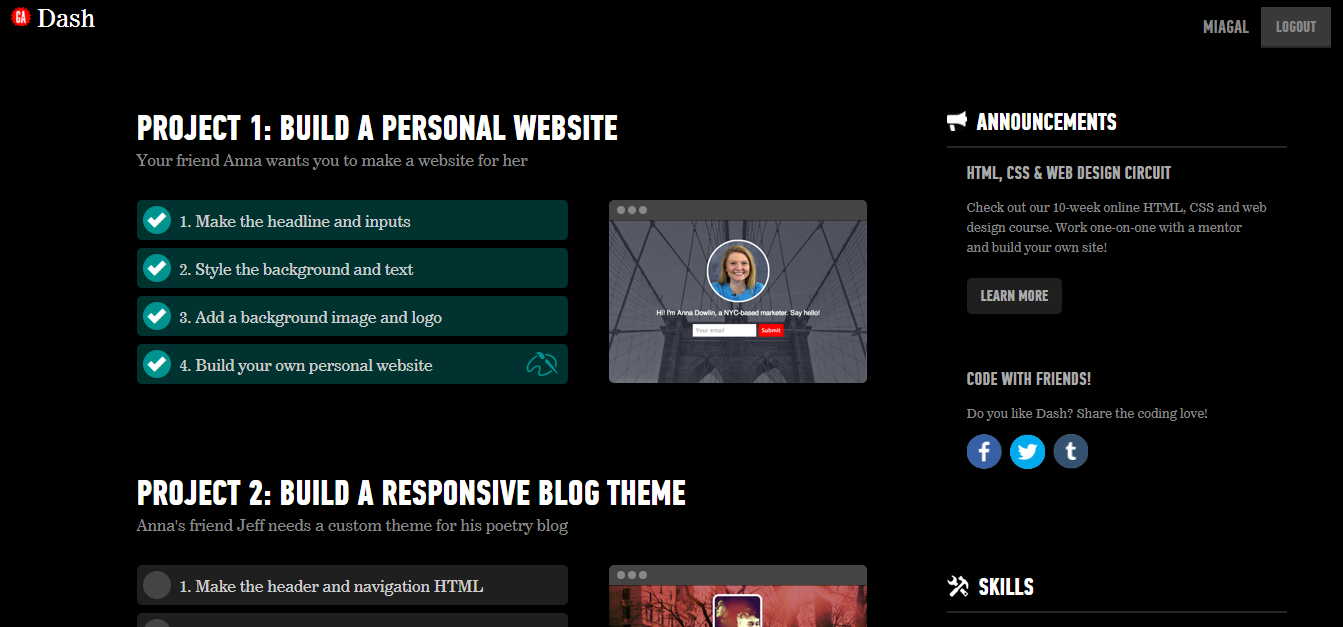 GA Dash
MIAGAL LOGOUT
PROJECT 1: BUILD A PERSONAL WEBSITE
Your friend Anna wants you to make a website for her
1. Make the headline and inputs
2. Style the background and text
3. Add a background image and logo
4. Build your own personal website
Hi! I'm Anna Dowlin, a NYC-based marketer. Say hello!
Your email Submit
PROJECT 2: BUILD A RESPONSIVE BLOG THEME
Anna's friend Jeff needs a custom theme for his poetry blog
1. Make the header and navigation HTML
ANNOUNCEMENTS
HTML, CSS & WEB DESIGN CIRCUIT
Check out our 10-week online HTML, CSS and web
design course. Work one-on-one with a mentor
and build your own site!
LEARN MORE
CODE WITH FRIENDS!
Do you like Dash? Share the coding love!
f t
SKILLS